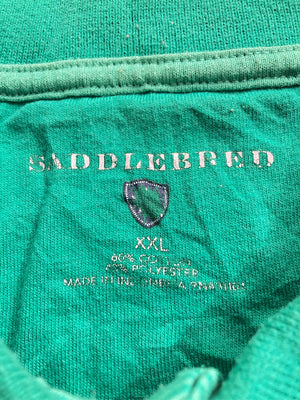 SADDLEBRED
XXL
60% COTTON
40% POLYESTER
MADE IN